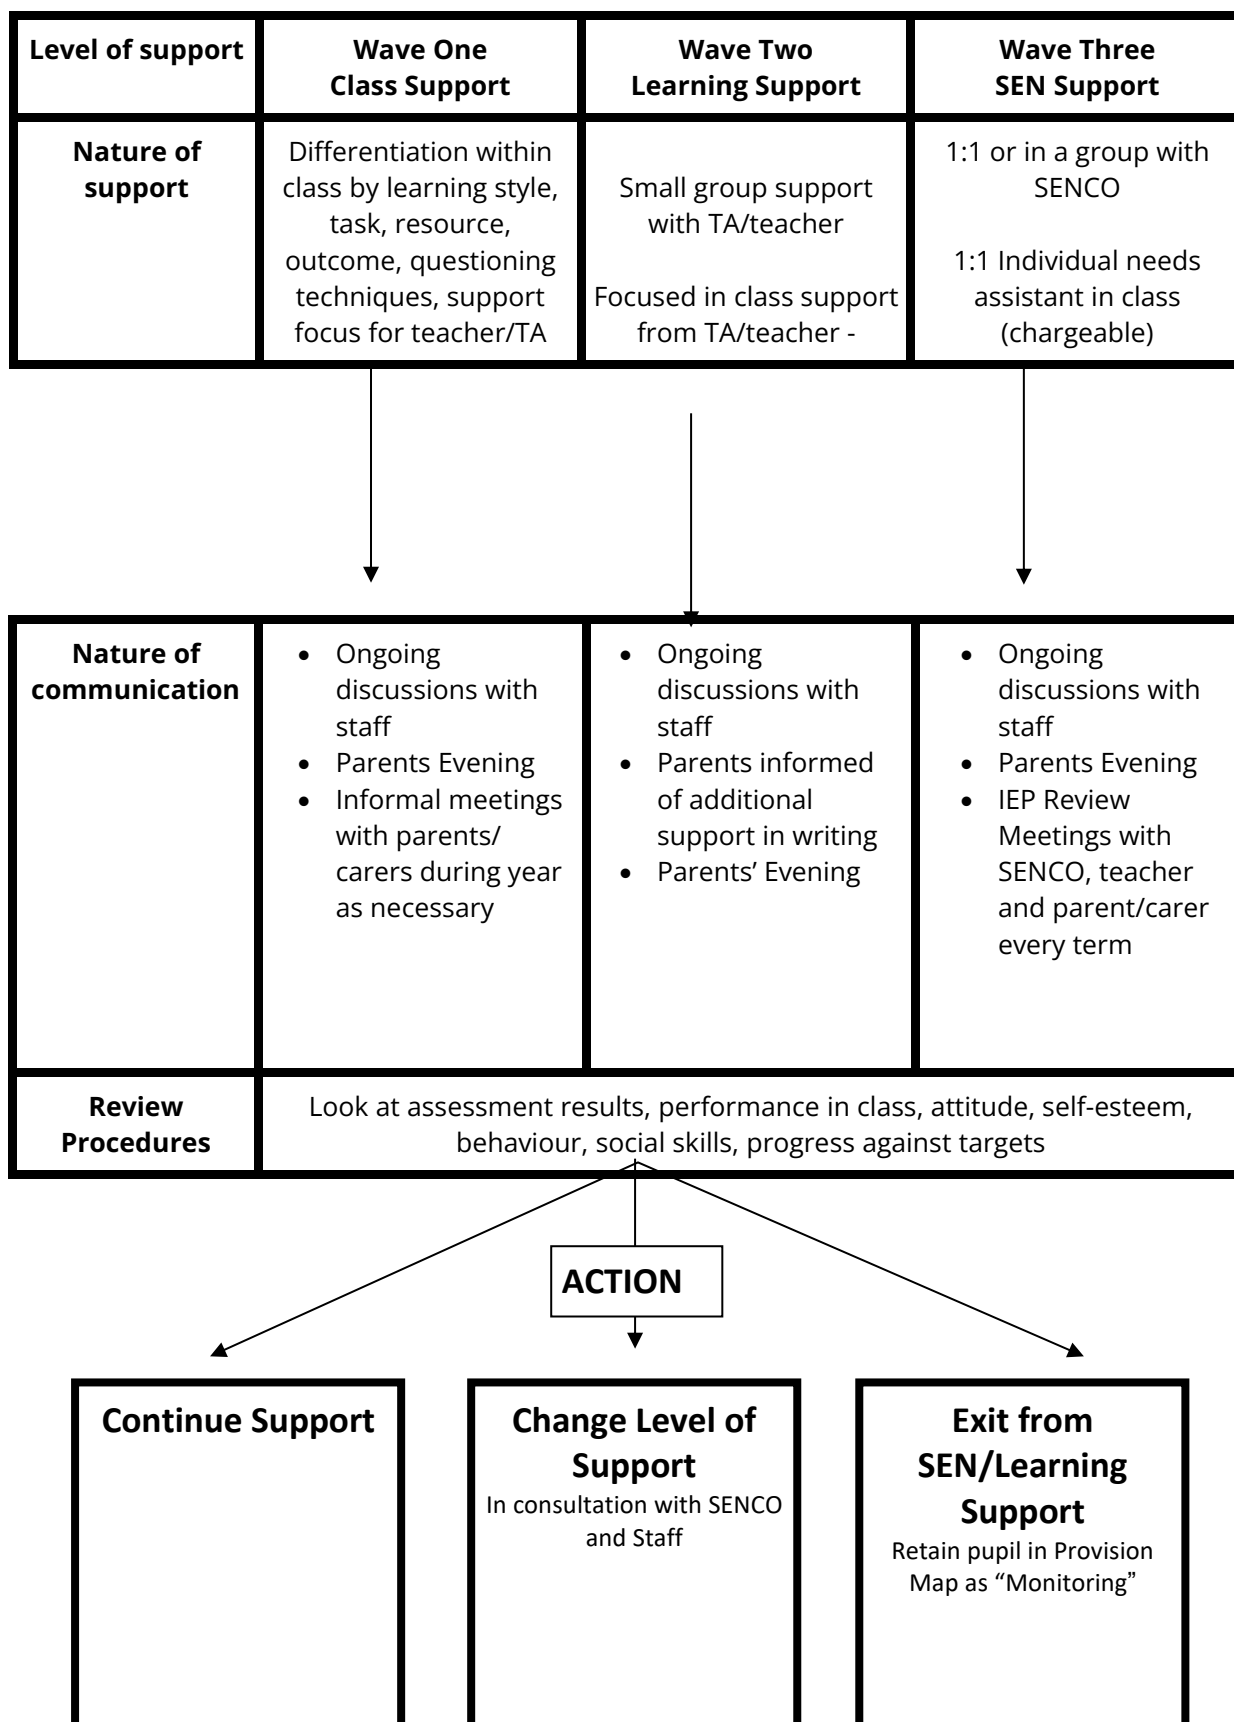 Level of support
Wave One
Class Support
Wave Two
Learning Support
Wave Three
SEN Support
Nature of
support
Differentiation within
class by learning style,
task, resource,
outcome, questioning
techniques, support
focus for teacher/TA
Small group support
with TA/teacher
Focused in class support
from TA/teacher -
1:1 or in a group with
SENCO
1:1 Individual needs
assistant in class
(chargeable)
Nature of
communication
• Ongoing
discussions with
staff
• Parents Evening
• Informal meetings
with parents/
carers during year
as necessary
• Ongoing
discussions with
staff
• Parents informed
of additional
support in writing
• Parents’ Evening
• Ongoing
discussions with
staff
• Parents Evening
• IEP Review
Meetings with
SENCO, teacher
and parent/carer
every term
Review
Procedures
Look at assessment results, performance in class, attitude, self-esteem,
behaviour, social skills, progress against targets
ACTION
Continue Support
Change Level of
Support
In consultation with SENCO
and Staff
Exit from
SEN/Learning
Support
Retain pupil in Provision
Map as “Monitoring”